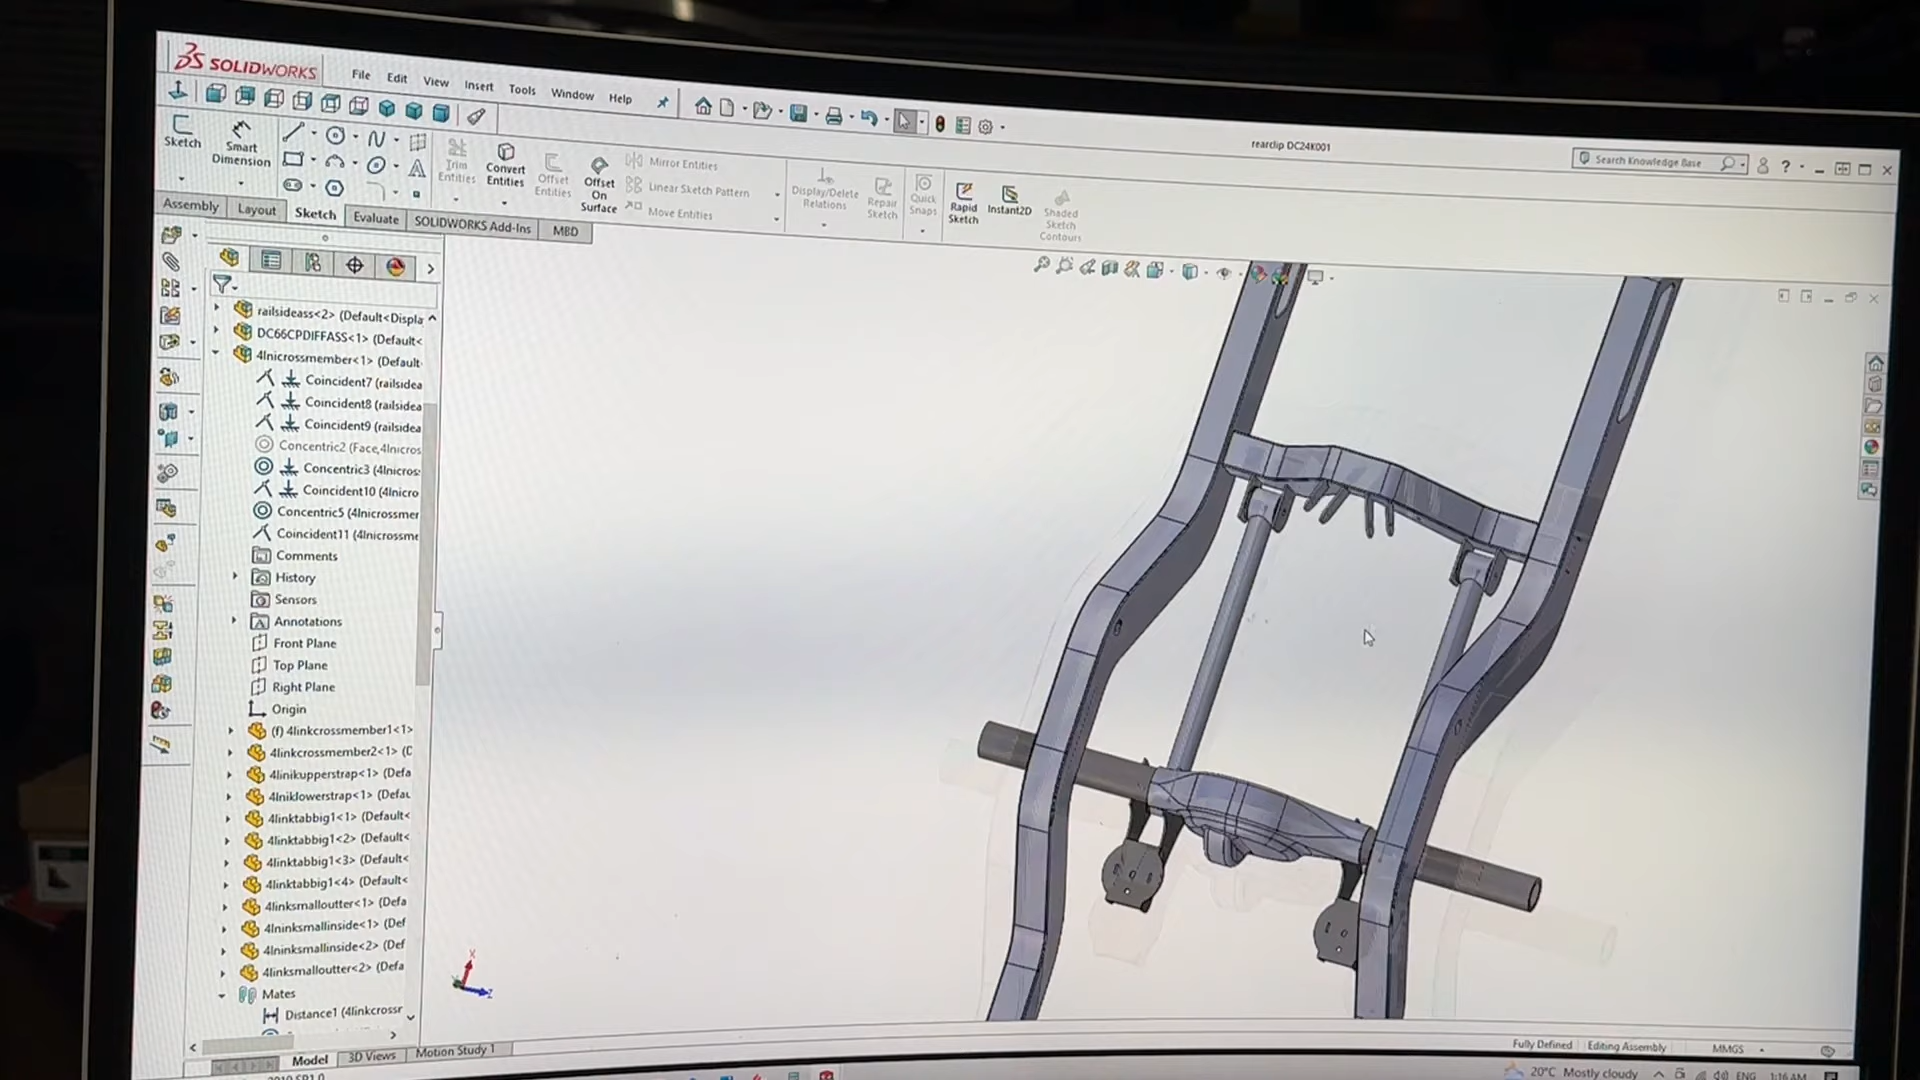 SOLIDWORKS
File Edit View Insert Tools Window Help
rearclip DC24K001
Search Knowledge Base
?
Sketch
Smart Dimension
Trim Entities
Convert Entities
Offset Entities
Offset On Surface
Mirror Entities
Linear Sketch Pattern
Move Entities
Display/Delete Relations
Repair Sketch
Quick Snaps
Rapid Sketch
Instant2D
Shaded Sketch Contours
Assembly Layout Sketch Evaluate SOLIDWORKS Add-Ins MBD
railsideass<2> (Default<Displa
DC66CPDIFFASS<1> (Default<
4lnicrossmember<1> (Default
Coincident7 (railsidea
Coincident8 (railsidea
Coincident9 (railsidea
Concentric2 (Face,4lnicros
Concentric3 (4lnicros
Coincident10 (4lnicro
Concentric5 (4lnicrossmer
Coincident11 (4lnicrossme
Comments
History
Sensors
Annotations
Front Plane
Top Plane
Right Plane
Origin
(f) 4linkcrossmember1<1>
4linkcrossmember2<1> (D
4linikupperstrap<1> (Defa
4lniklowerstrap<1> (Defau
4linktabbig1<1> (Default<
4linktabbig1<2> (Default<
4linktabbig1<3> (Default<
4linktabbig1<4> (Default<
4linksmalloutter<1> (Defa
4lninksmallinside<1> (Def
4lninksmallinside<2> (Def
4linksmalloutter<2> (Defa
Mates
Distance1 (4linkcrossr
Model 3D Views Motion Study 1
Fully Defined Editing Assembly MMGS
20°C Mostly cloudy ENG 1:16 AM